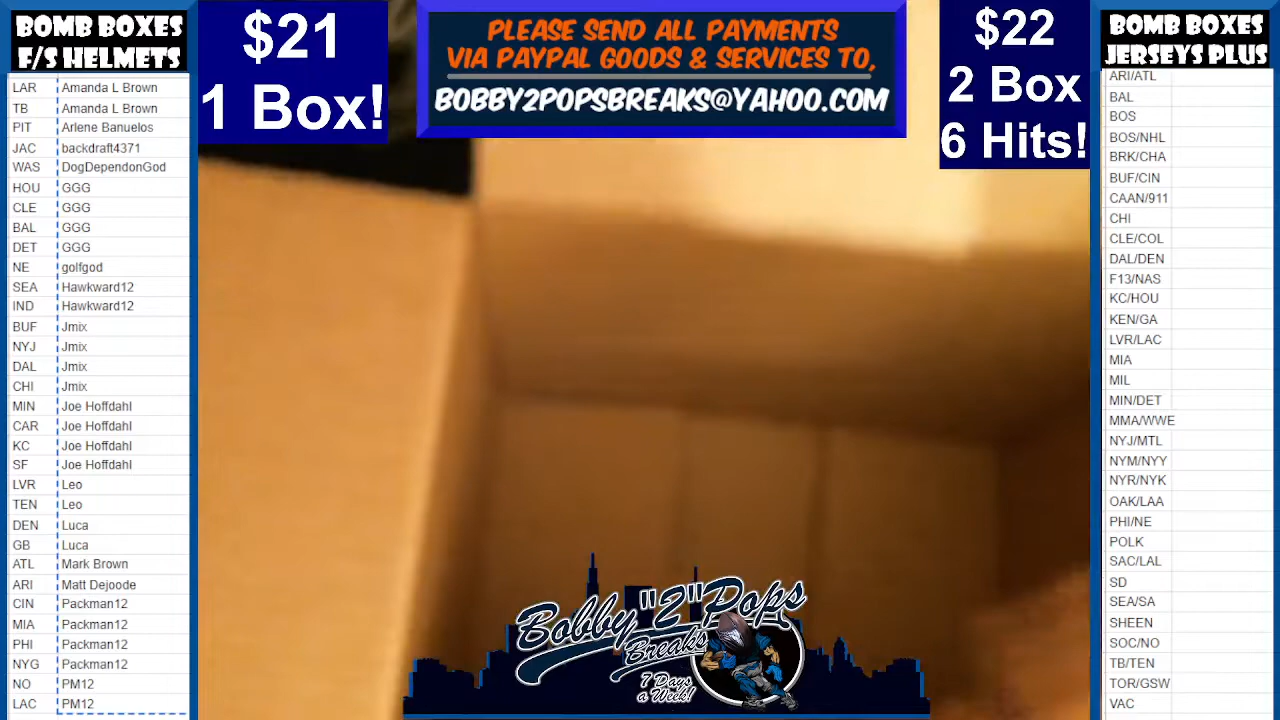 BOMB BOXES
F/S HELMETS
LAR Amanda L Brown
TB Amanda L Brown
PIT Arlene Banuelos
JAC backdraft4371
WAS DogDependonGod
HOU GGG
CLE GGG
BAL GGG
DET GGG
NE golfgod
SEA Hawkward12
IND Hawkward12
BUF Jmix
NYJ Jmix
DAL Jmix
CHI Jmix
MIN Joe Hoffdahl
CAR Joe Hoffdahl
KC Joe Hoffdahl
SF Joe Hoffdahl
LVR Leo
TEN Leo
DEN Luca
GB Luca
ATL Mark Brown
ARI Matt Dejoode
CIN Packman12
MIA Packman12
PHI Packman12
NYG Packman12
NO PM12
LAC PM12
$21
1 Box!
PLEASE SEND ALL PAYMENTS
VIA PAYPAL GOODS & SERVICES TO,
BOBBY2POPSBREAKS@YAHOO.COM
$22
2 Box
6 Hits!
Bobby "2" Pops
Breaks
7 Days
a Week!
BOMB BOXES
JERSEYS PLUS
ARI/ATL
BAL
BOS
BOS/NHL
BRK/CHA
BUF/CIN
CAAN/911
CHI
CLE/COL
DAL/DEN
F13/NAS
KC/HOU
KEN/GA
LVR/LAC
MIA
MIL
MIN/DET
MMA/WWE
NYJ/MTL
NYM/NYY
NYR/NYK
OAK/LAA
PHI/NE
POLK
SAC/LAL
SD
SEA/SA
SHEEN
SOC/NO
TB/TEN
TOR/GSW
VAC